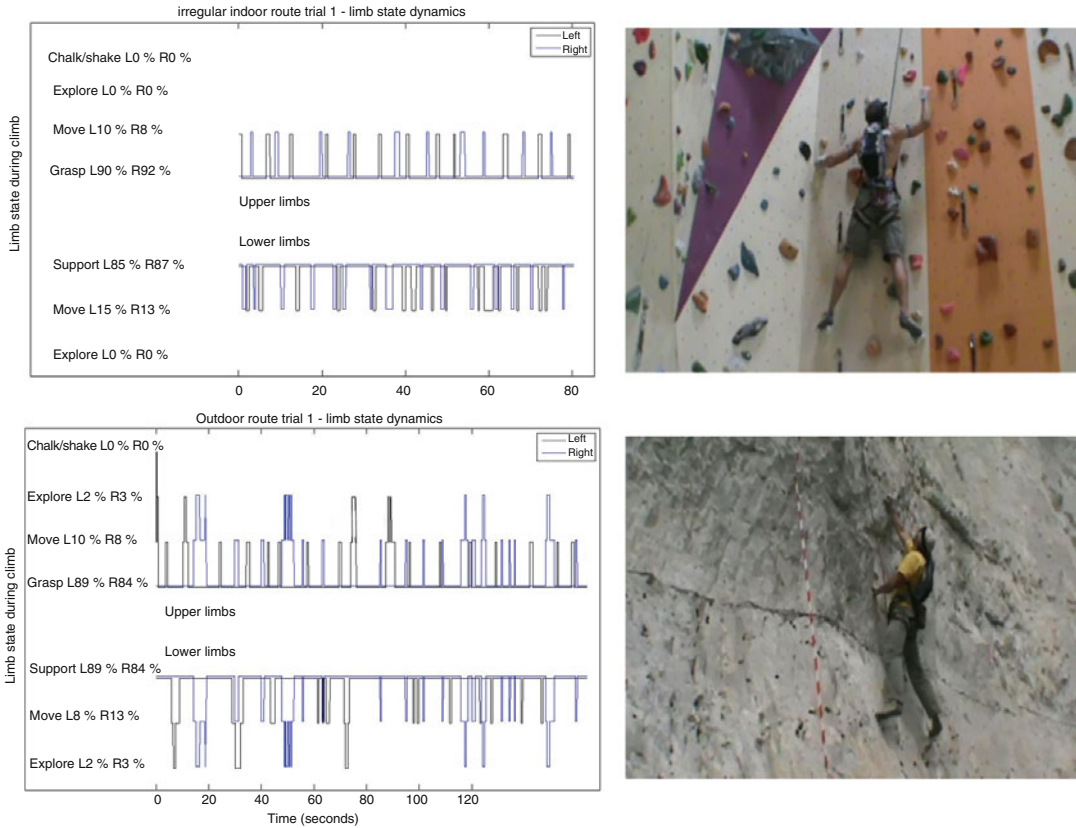 irregular indoor route trial 1 - limb state dynamics
Left
Right
Chalk/shake L0 % R0 %
Explore L0 % R0 %
Move L10 % R8 %
Grasp L90 % R92 %
Upper limbs
Lower limbs
Support L85 % R87 %
Move L15 % R13 %
Explore L0 % R0 %
Limb state during climb
0 20 40 60 80
Outdoor route trial 1 - limb state dynamics
Left
Right
Chalk/shake L0 % R0 %
Explore L2 % R3 %
Move L10 % R8 %
Grasp L89 % R84 %
Upper limbs
Lower limbs
Support L89 % R84 %
Move L8 % R13 %
Explore L2 % R3 %
Limb state during climb
0 20 40 60 80 100 120
Time (seconds)